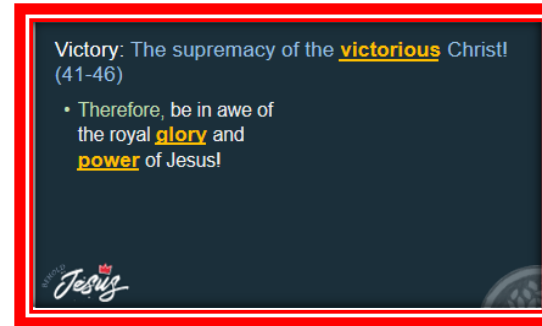 Victory: The supremacy of the victorious Christ!
(41-46)
• Therefore, be in awe of
the royal glory and
power of Jesus!
BEHOLD
Jesus